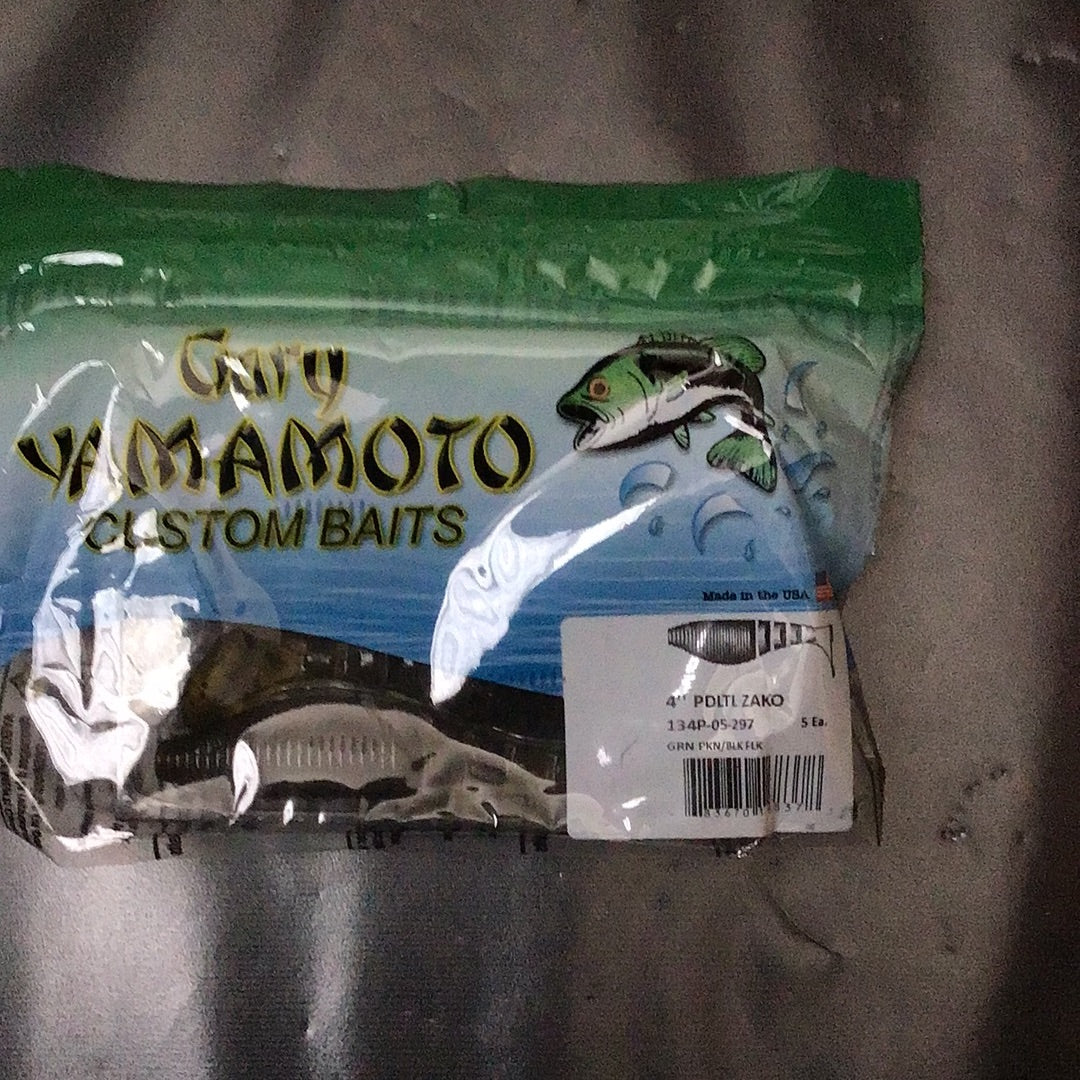 Gary
YAMAMOTO
CUSTOM BAITS
Made in the USA
4" PDLTL ZAKO
134P-05-297 5 Ea.
GRN PKN/BLK FLK